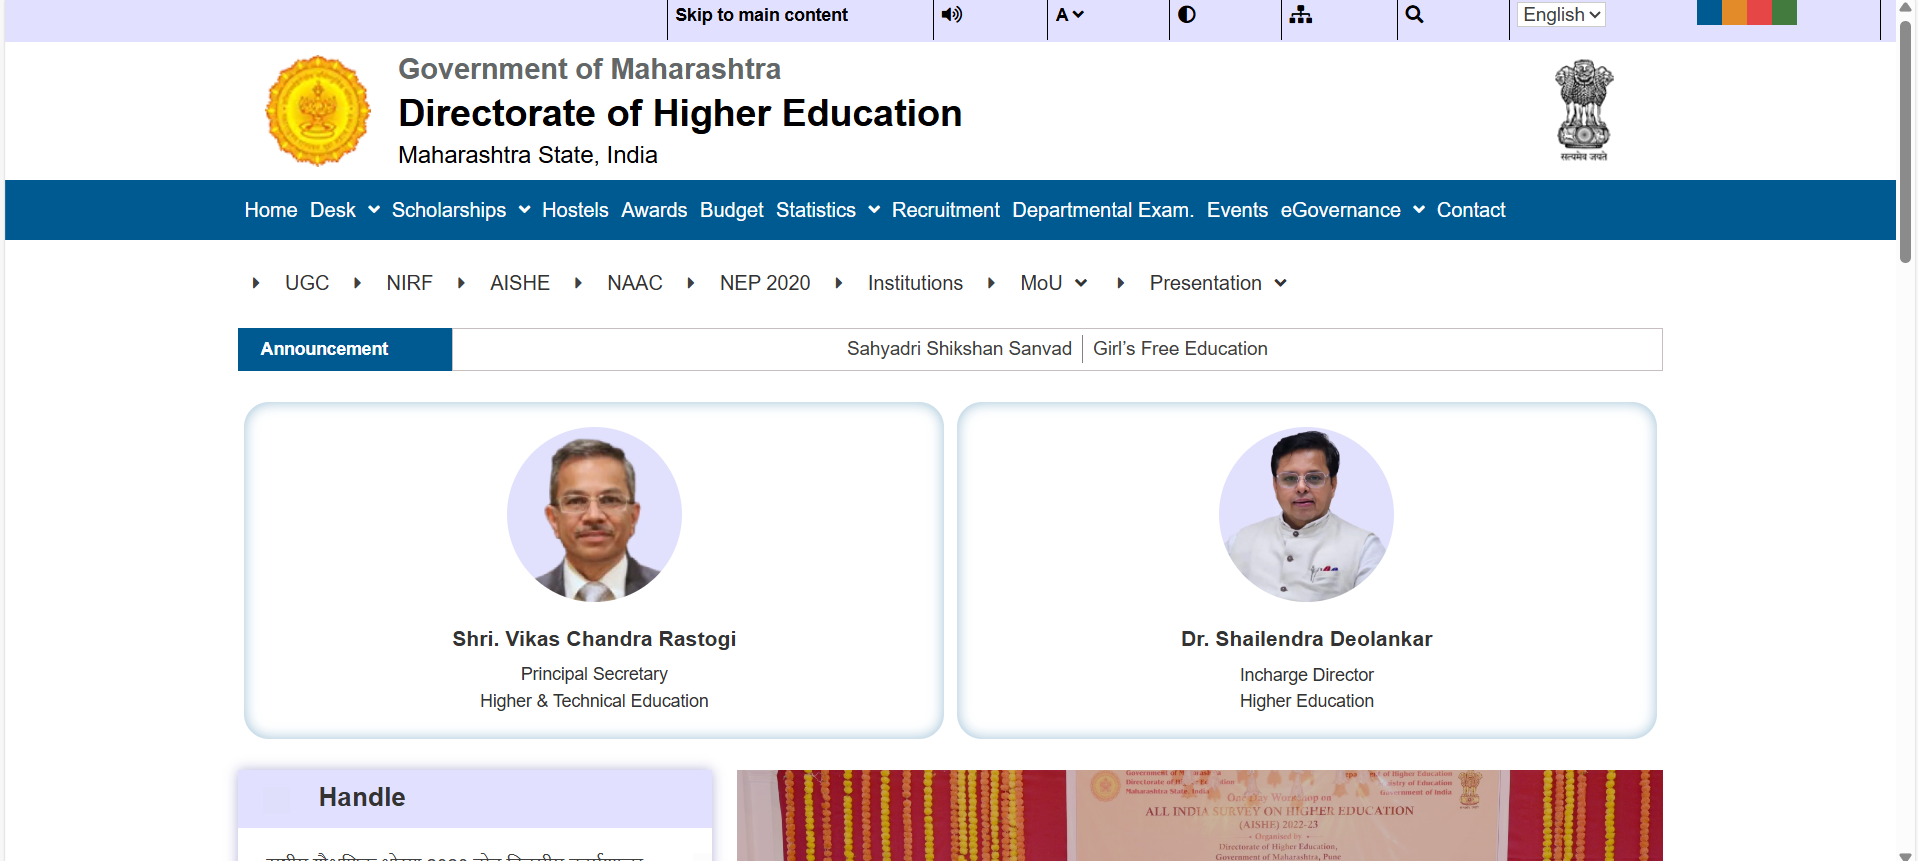 Skip to main content
A
English
Government of Maharashtra
Directorate of Higher Education
Maharashtra State, India
सत्यमेव जयते
Home Desk Scholarships Hostels Awards Budget Statistics Recruitment Departmental Exam. Events eGovernance Contact
UGC NIRF AISHE NAAC NEP 2020 Institutions MoU Presentation
Announcement
Sahyadri Shikshan Sanvad Girl’s Free Education
Shri. Vikas Chandra Rastogi
Principal Secretary
Higher & Technical Education
Dr. Shailendra Deolankar
Incharge Director
Higher Education
Handle
Government of
Directorate of
Maharashtra State, India
of Higher Education
of Education
Government of India
One day Workshop on
ALL INDIA SURVEY ON HIGHER EDUCATION
(AISHE) 2022-23
Organised by
Directorate of Higher Education,
Government of Maharashtra, Pune